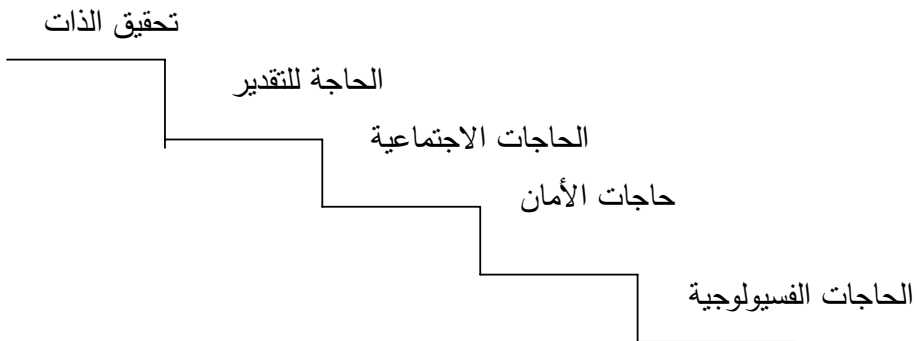 تحقيق الذات
الحاجة للتقدير
الحاجات الاجتماعية
حاجات الأمان
الحاجات الفسيولوجية